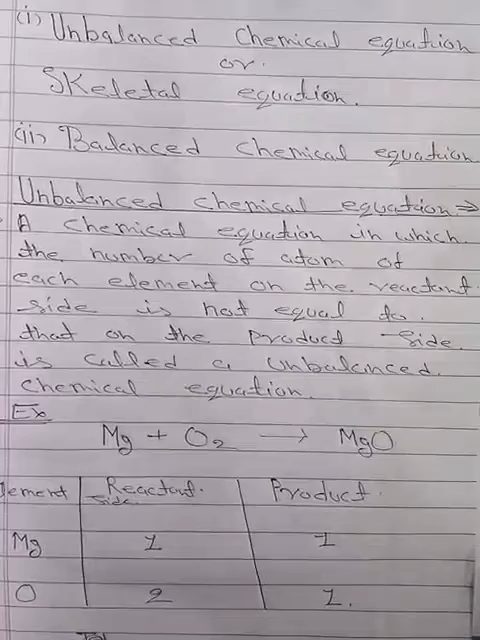 (i) Unbalanced Chemical equation
or.
Skeletal equation.
(ii) Balanced chemical equation
Unbalanced chemical equation ⇒
A chemical equation in which
the number of atom of
each element on the reactant
side is not equal to.
that on the product side
is called a unbalanced.
chemical equation.
Ex
Mg + O2 → MgO
lement Reactant. Product.
side
Mg 1 1
O 2 1.